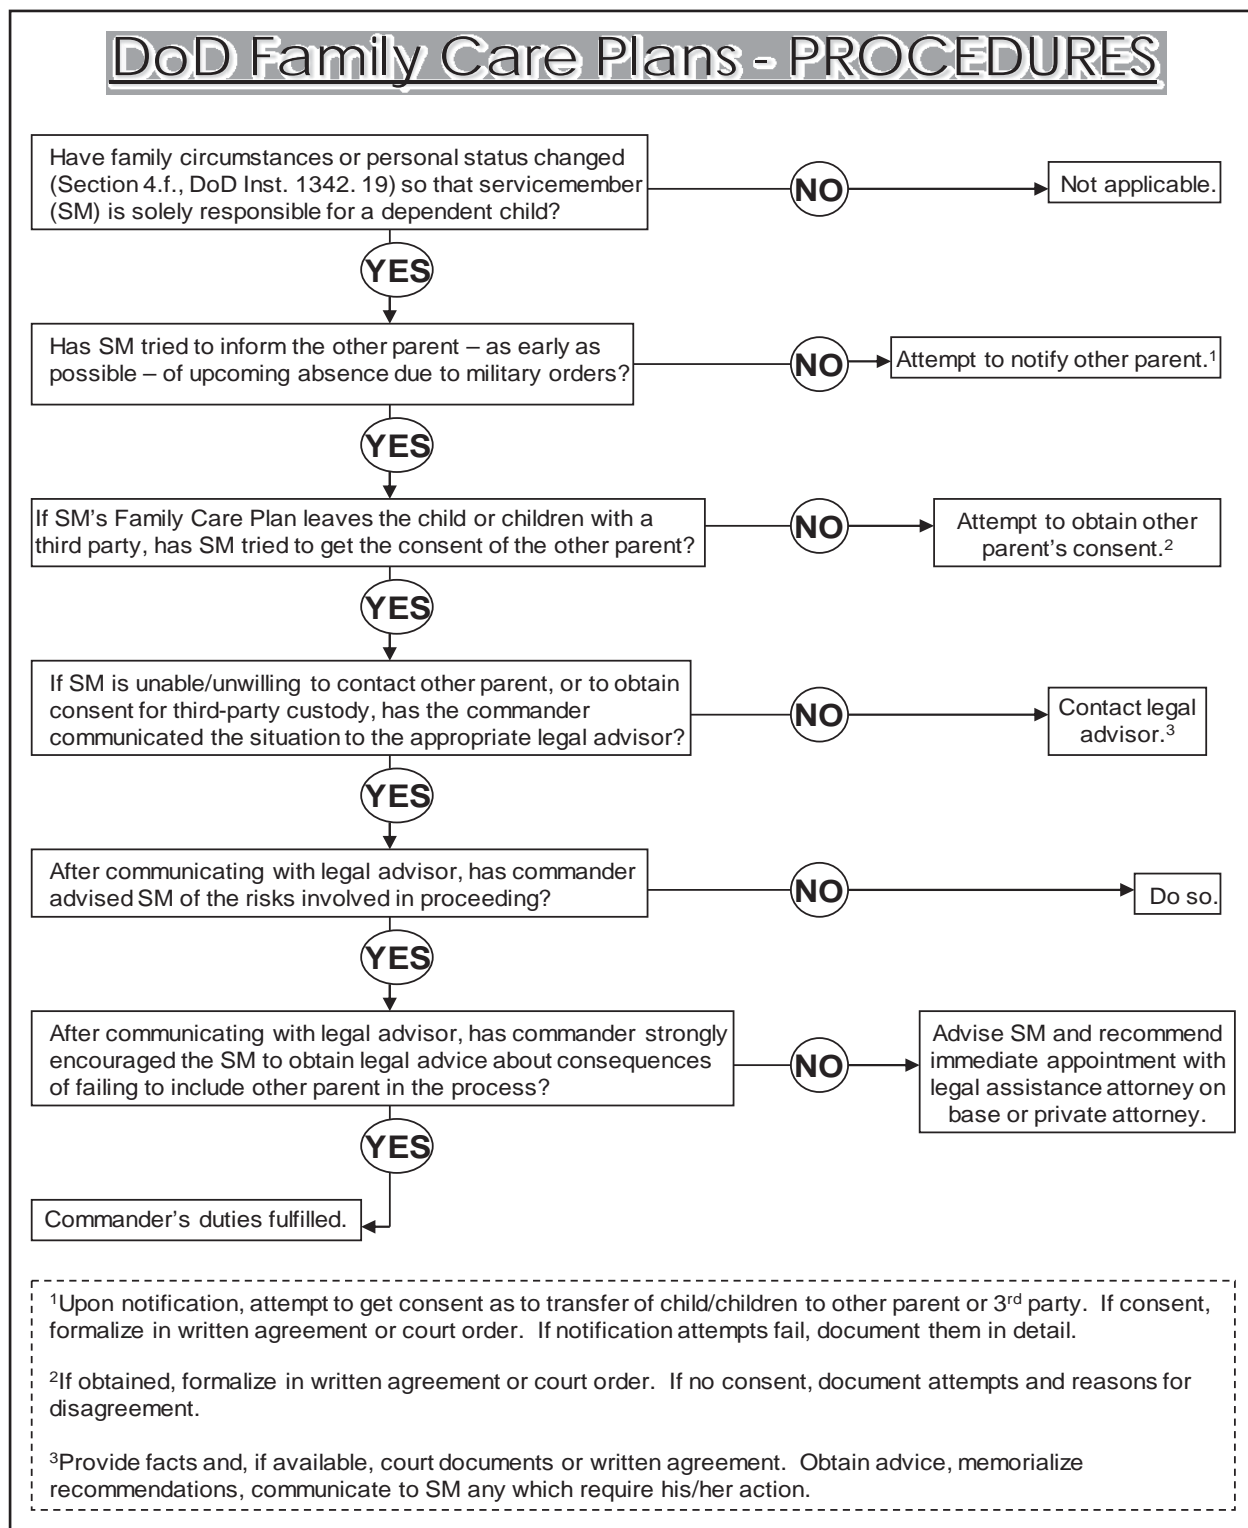 DoD Family Care Plans - PROCEDURES
Have family circumstances or personal status changed
(Section 4.f., DoD Inst. 1342. 19) so that servicemember
(SM) is solely responsible for a dependent child?
NO
Not applicable.
YES
Has SM tried to inform the other parent – as early as
possible – of upcoming absence due to military orders?
NO
Attempt to notify other parent.¹
YES
If SM’s Family Care Plan leaves the child or children with a
third party, has SM tried to get the consent of the other parent?
NO
Attempt to obtain other
parent’s consent.²
YES
If SM is unable/unwilling to contact other parent, or to obtain
consent for third-party custody, has the commander
communicated the situation to the appropriate legal advisor?
NO
Contact legal
advisor.³
YES
After communicating with legal advisor, has commander
advised SM of the risks involved in proceeding?
NO
Do so.
YES
After communicating with legal advisor, has commander strongly
encouraged the SM to obtain legal advice about consequences
of failing to include other parent in the process?
NO
Advise SM and recommend
immediate appointment with
legal assistance attorney on
base or private attorney.
YES
Commander’s duties fulfilled.
¹Upon notification, attempt to get consent as to transfer of child/children to other parent or 3rd party. If consent,
formalize in written agreement or court order. If notification attempts fail, document them in detail.
²If obtained, formalize in written agreement or court order. If no consent, document attempts and reasons for
disagreement.
³Provide facts and, if available, court documents or written agreement. Obtain advice, memorialize
recommendations, communicate to SM any which require his/her action.